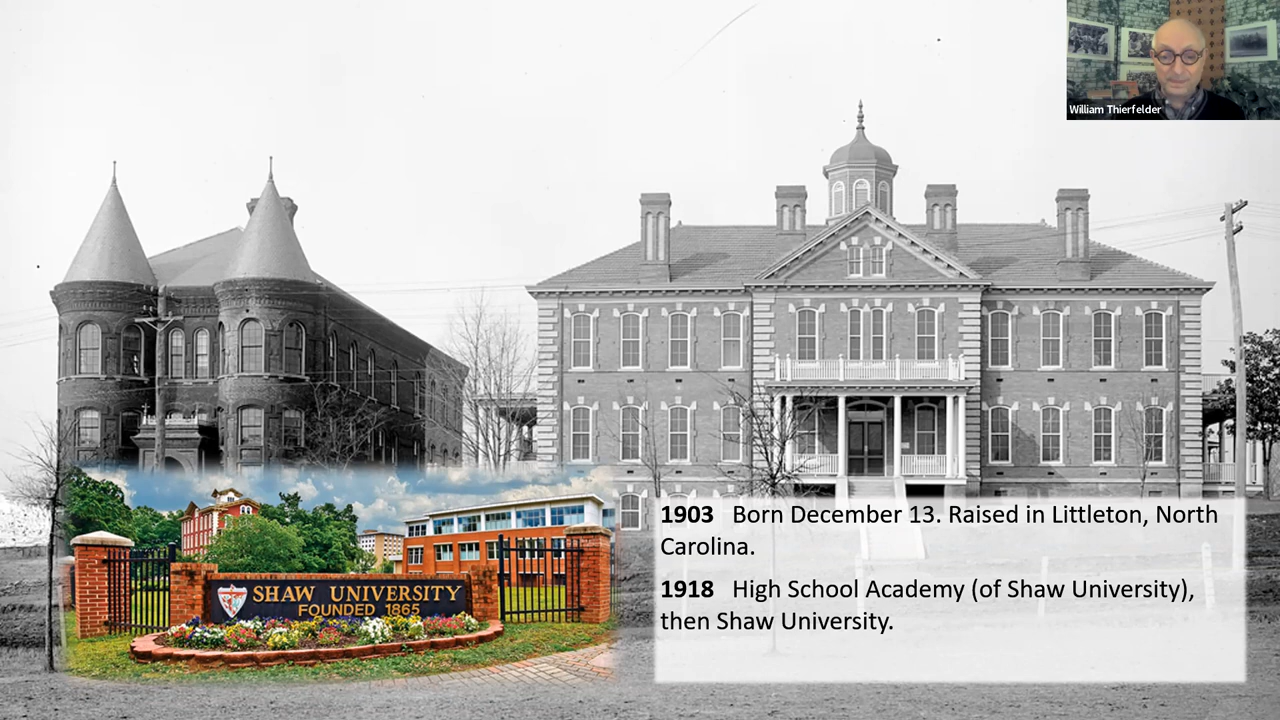 William Thierfelder
1903 Born December 13. Raised in Littleton, North
Carolina.
1918 High School Academy (of Shaw University),
then Shaw University.
SHAW UNIVERSITY
FOUNDED 1865